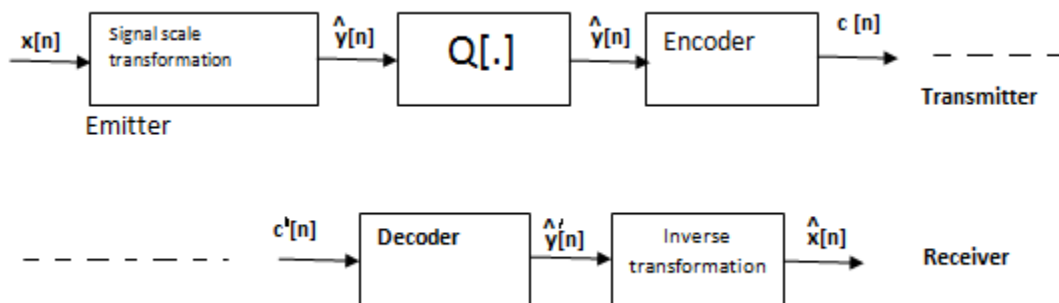 x[n]
Signal scale
transformation
ŷ[n]
Q[.]
ŷ[n]
Encoder
c [n]
Transmitter
Emitter
c'[n]
Decoder
ŷ'[n]
Inverse
transformation
x̂[n]
Receiver